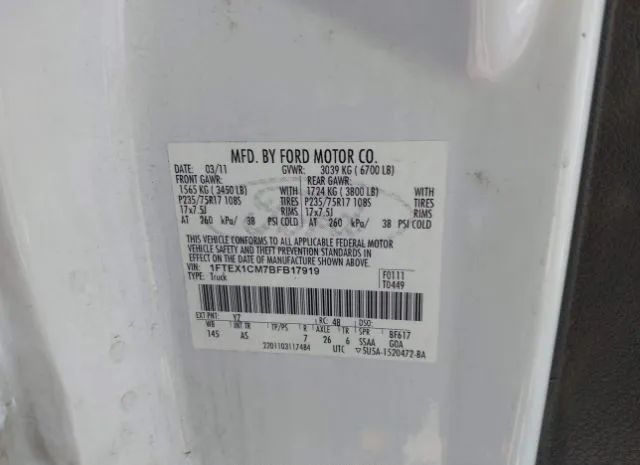 MFD. BY FORD MOTOR CO.
DATE: 03/11 GVWR: 3039 KG ( 6700 LB)
FRONT GAWR: REAR GAWR:
1565 KG ( 3450 LB) WITH 1724 KG ( 3800 LB) WITH
P235/75R17 108S TIRES P235/75R17 108S TIRES
17x7.5J RIMS 17x7.5J RIMS
AT 260 kPa/ 38 PSI COLD AT 260 kPa/ 38 PSI COLD
THIS VEHICLE CONFORMS TO ALL APPLICABLE FEDERAL MOTOR
VEHICLE SAFETY AND THEFT PREVENTION STANDARDS IN
EFFECT ON THE DATE OF MANUFACTURE SHOWN ABOVE.
VIN: 1FTEX1CM7BFB17919 F0111
TYPE: Truck T0449
EXT PNT: YZ RC: 48 DSO:
WB TP/PS R AXLE TR SPR BF617
145 AS 7 26 6 SSAA GOA
2201103117484 UTC 5U5A-1520472-BA